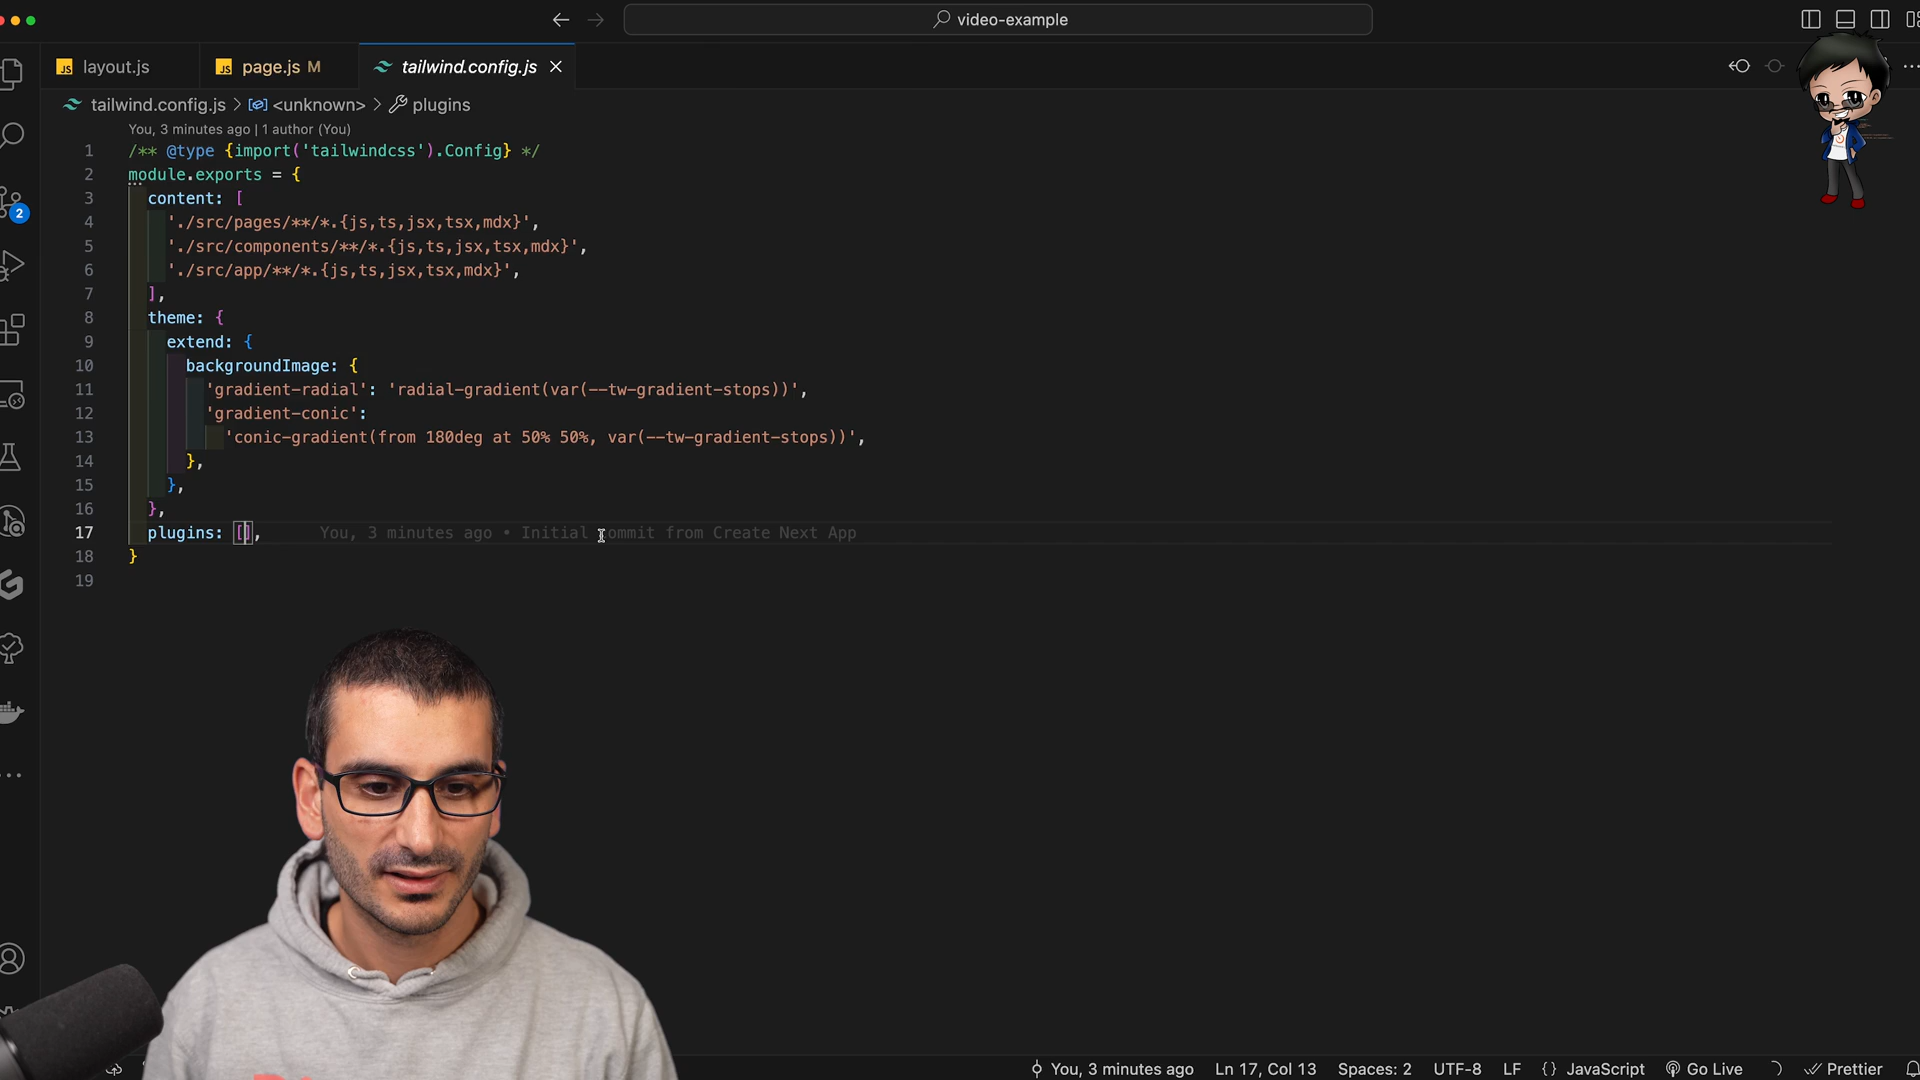 video-example
layout.js
page.js M
tailwind.config.js
tailwind.config.js > <unknown> > plugins
You, 3 minutes ago | 1 author (You)
1 /** @type {import('tailwindcss').Config} */
2 module.exports = {
3 content: [
4 './src/pages/**/*.{js,ts,jsx,tsx,mdx}',
5 './src/components/**/*.{js,ts,jsx,tsx,mdx}',
6 './src/app/**/*.{js,ts,jsx,tsx,mdx}',
7 ],
8 theme: {
9 extend: {
10 backgroundImage: {
11 'gradient-radial': 'radial-gradient(var(--tw-gradient-stops))',
12 'gradient-conic':
13 'conic-gradient(from 180deg at 50% 50%, var(--tw-gradient-stops))',
14 },
15 },
16 },
17 plugins: [], You, 3 minutes ago • Initial commit from Create Next App
18 }
19
2
You, 3 minutes ago Ln 17, Col 13 Spaces: 2 UTF-8 LF {} JavaScript Go Live Prettier